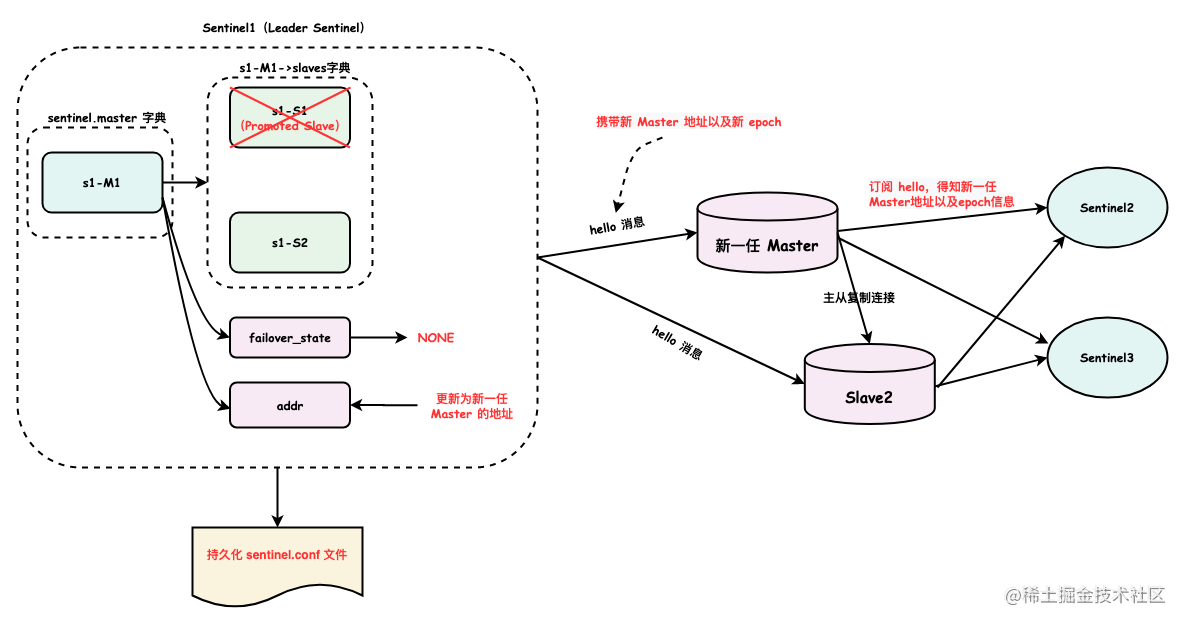 Sentinel1（Leader Sentinel）
s1-M1->slaves字典
sentinel.master 字典
s1-S1
（Promoted Slave）
s1-M1
s1-S2
failover_state
NONE
addr
更新为新一任
Master 的地址
持久化 sentinel.conf 文件
携带新 Master 地址以及新 epoch
hello 消息
新一任 Master
订阅 hello，得知新一任
Master地址以及epoch信息
Sentinel2
主从复制连接
hello 消息
Slave2
Sentinel3
@稀土掘金技术社区